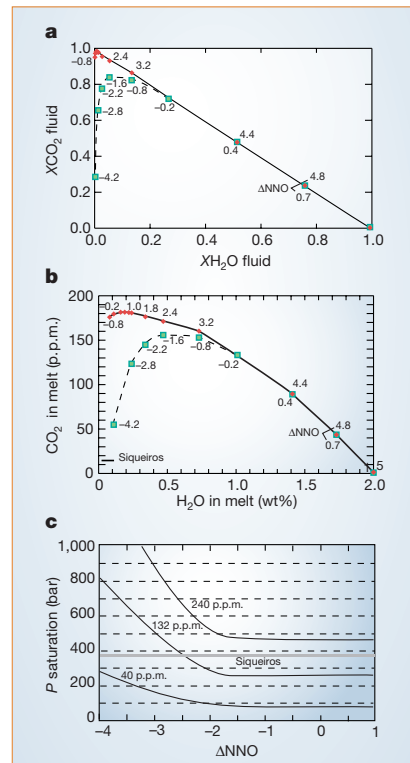 a
1.0
0.8
0.6
0.4
0.2
0
XCO2 fluid
-0.8
2.4
3.2
-1.6
-0.8
-2.2
-2.8
-0.2
-4.2
4.4
0.4
4.8
ΔNNO
0.7
0.0 0.2 0.4 0.6 0.8 1.0
XH2O fluid
b
200
150
100
50
0
CO2 in melt (p.p.m.)
-0.2 1.0 1.8
-0.8
2.4
3.2
-1.6
-0.8
-2.2
-2.8
-0.2
-4.2
4.4
0.4
4.8
ΔNNO
0.7
5
Siqueiros
0 0.5 1.0 1.5 2.0
H2O in melt (wt%)
c
1,000
800
600
400
200
0
P saturation (bar)
240 p.p.m.
132 p.p.m.
Siqueiros
40 p.p.m.
−4 −3 −2 −1 0 1
ΔNNO